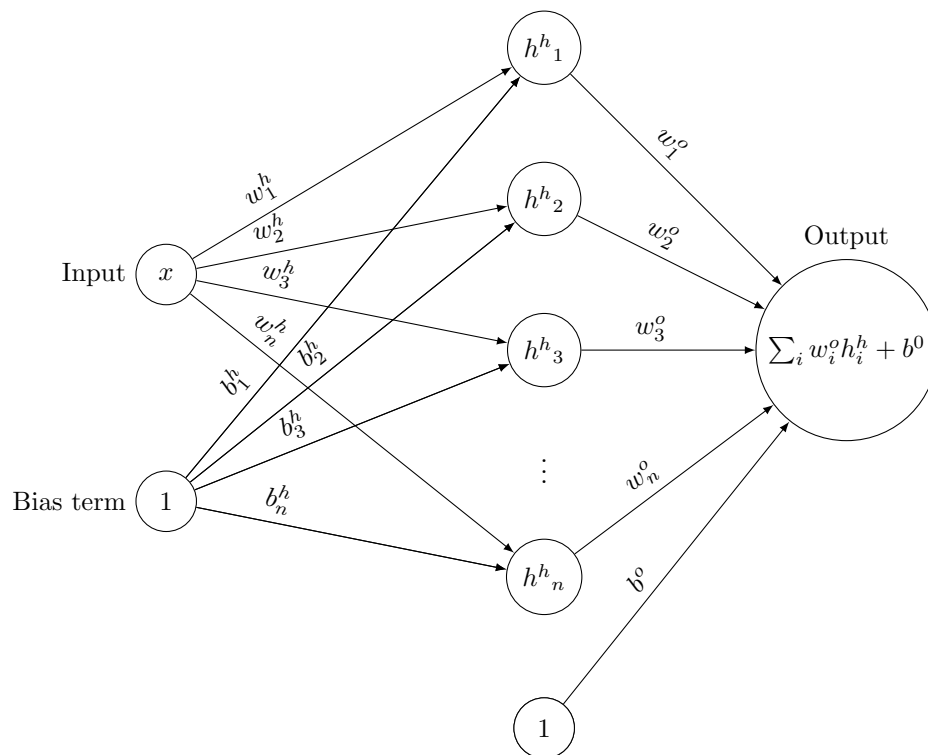 h^h_1
w_1^o
w_1^h
h^h_2
w_2^h
w_2^o
Output
Input
x
w_3^h
w_n^h
b_1^h
b_2^h
h^h_3
w_3^o
∑_i w_i^o h_i^h + b^0
b_3^h
⋮
w_n^o
Bias term
1
b_n^h
h^h_n
b^o
1